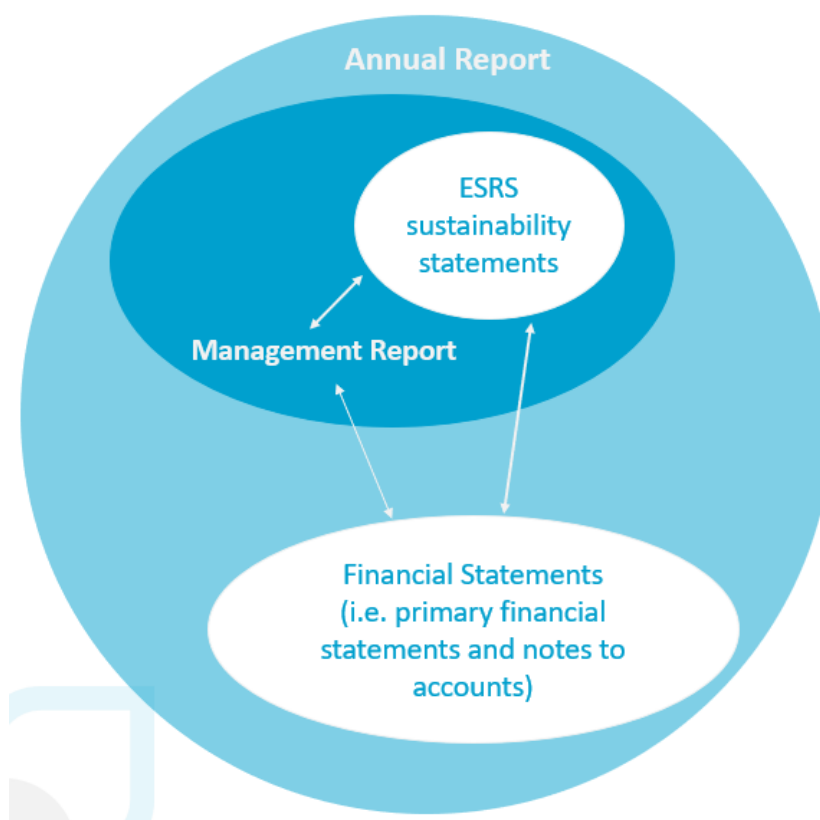 Annual Report
ESRS
sustainability
statements
Management Report
Financial Statements
(i.e. primary financial
statements and notes to
accounts)